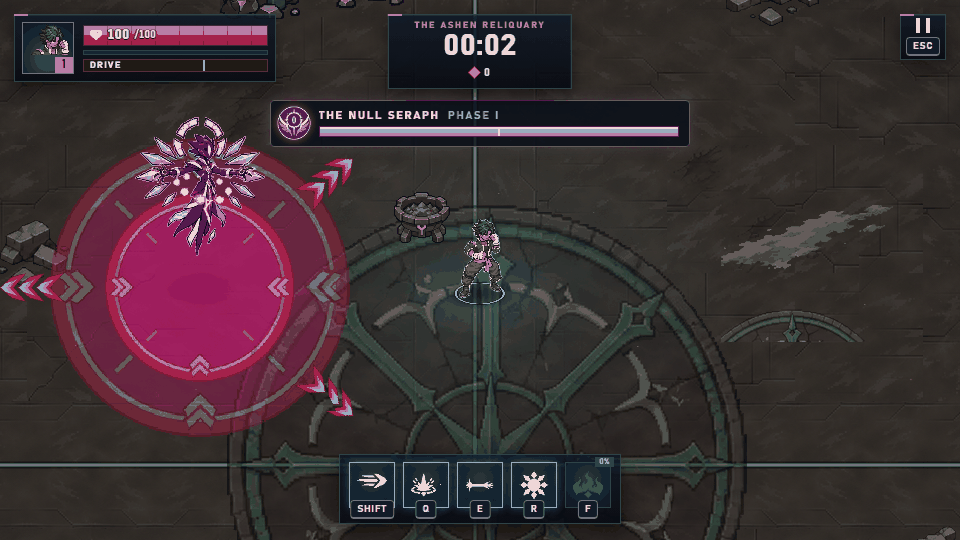 100 /100
1
DRIVE
THE ASHEN RELIQUARY
00:02
0
ESC
THE NULL SERAPH PHASE I
0%
SHIFT
Q
E
R
F